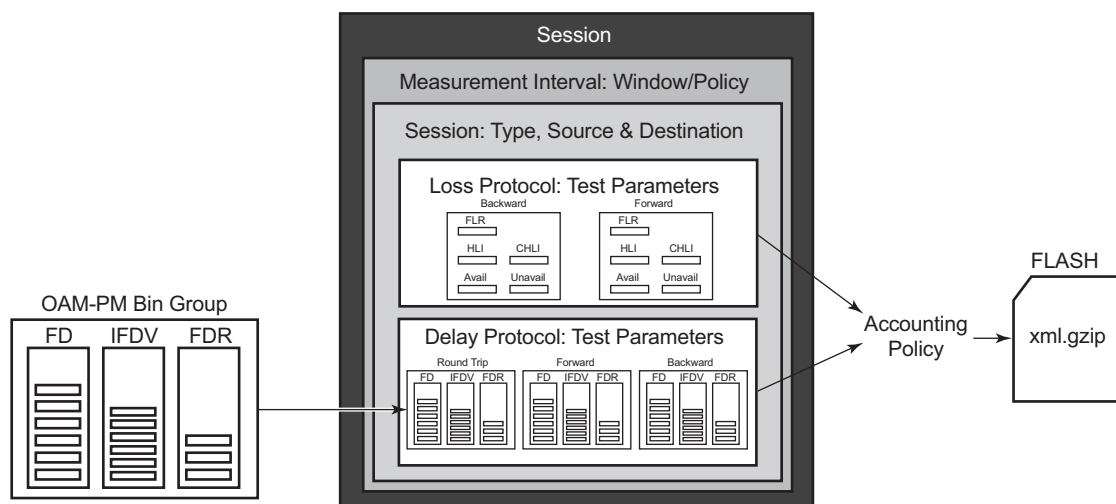 Session
Measurement Interval: Window/Policy
Session: Type, Source & Destination
Loss Protocol: Test Parameters
Backward
FLR
HLI CHLI
Avail Unavail
Forward
FLR
HLI CHLI
Avail Unavail
OAM-PM Bin Group
FD IFDV FDR
Delay Protocol: Test Parameters
Round Trip
FD IFDV FDR
Forward
FD IFDV FDR
Backward
FD IFDV FDR
Accounting
Policy
FLASH
xml.gzip